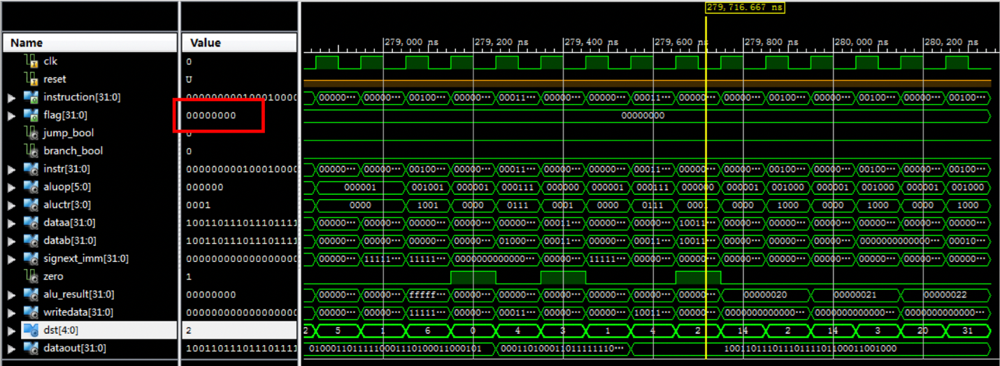 279,716.667 ns
Name Value
279,000 ns 279,200 ns 279,400 ns 279,600 ns 279,800 ns 280,000 ns 280,200 ns
clk 0
reset U
instruction[31:0] 0000000000100010000 00000... 00000... 00100... 00000... 00011... 00000... 00000... 00011... 00000... 00000... 00100... 00000... 00100... 00000... 00100...
flag[31:0] 00000000 00000000
jump_bool 0
branch_bool 0
instr[31:0] 0000000000100010000 00000... 00000... 00100... 00000... 00011... 00000... 00000... 00011... 00000... 00000... 00100... 00000... 00100... 00000... 00100...
aluop[5:0] 000000 000001 001001 000001 000111 000000 000001 000111 000000 000001 001000 000001 001000 000001 001000
aluctr[3:0] 0001 0000 1001 0000 0111 0001 0000 0111 0001 0000 1000 0000 1000 0000 1000
dataa[31:0] 1001101110111101111 00000... 00000... 00000... 00000... 00000... 00011... 00000... 00000... 10011... 00000... 00000... 00000... 00000... 00000... 00000...
datab[31:0] 1001101110111101111 00000... 00000... 00000... 00000... 01000... 00011... 00000... 00011... 10011... 00000... 00000... 00000... 0000000000000... 00010...
signext_imm[31:0] 0000000000000000000 00000... 11111... 11111... 0000000000000... 00000... 11111... 00000... 00000... 00000... 00000... 00000... 00000... 00000... 00000...
zero 1
alu_result[31:0] 00000000 00000... 00000... fffff... 00000... 00000... 00000... 00000... 00000... 00000... 00000020 00000021 00000022
writedata[31:0] 0000000000000000000 00000... 00000... 11111... 00000... 00011... 00000... 00000... 10011... 00000... 0000000000000... 0000000000000... 0000000000000...
dst[4:0] 2 2 5 1 6 0 4 3 1 4 2 14 2 14 3 20 31
dataout[31:0] 1001101110111101111 01000110111110001110100011000101 0001101000110111111110... 10011011101111011110110001100100